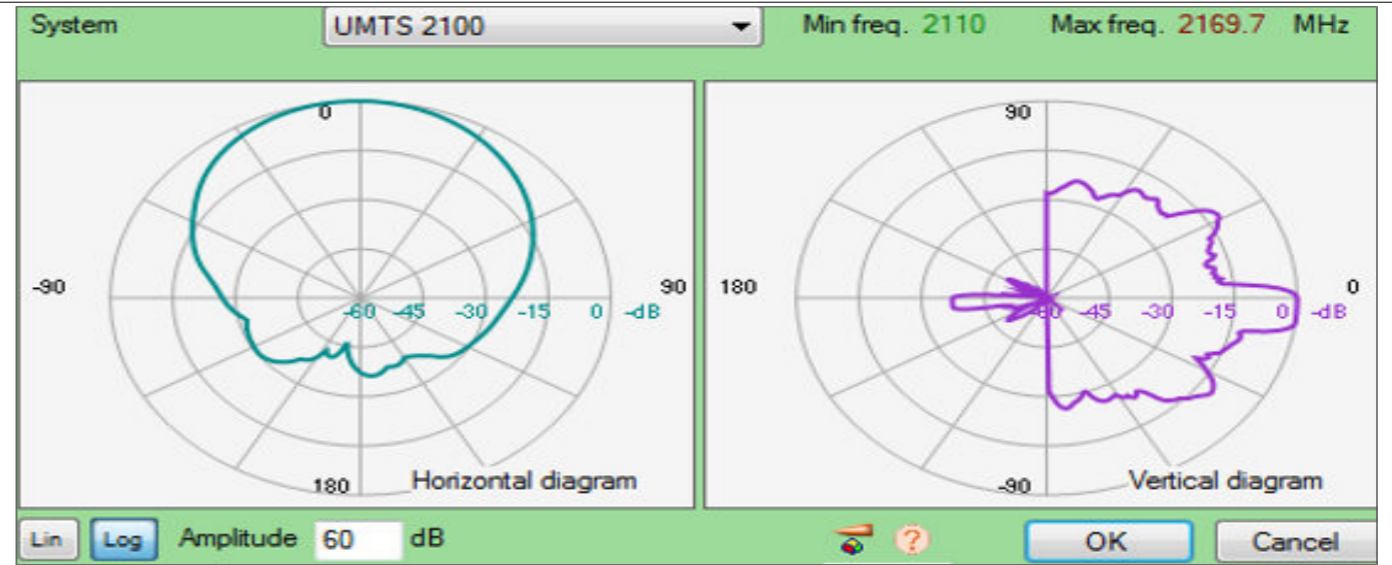 System UMTS 2100 Min freq. 2110 Max freq. 2169.7 MHz
0
-90 90
-60 -45 -30 -15 0 -dB
180 Horizontal diagram
90
180 0
-60 -45 -30 -15 0 -dB
-90 Vertical diagram
Lin Log Amplitude 60 dB ? OK Cancel